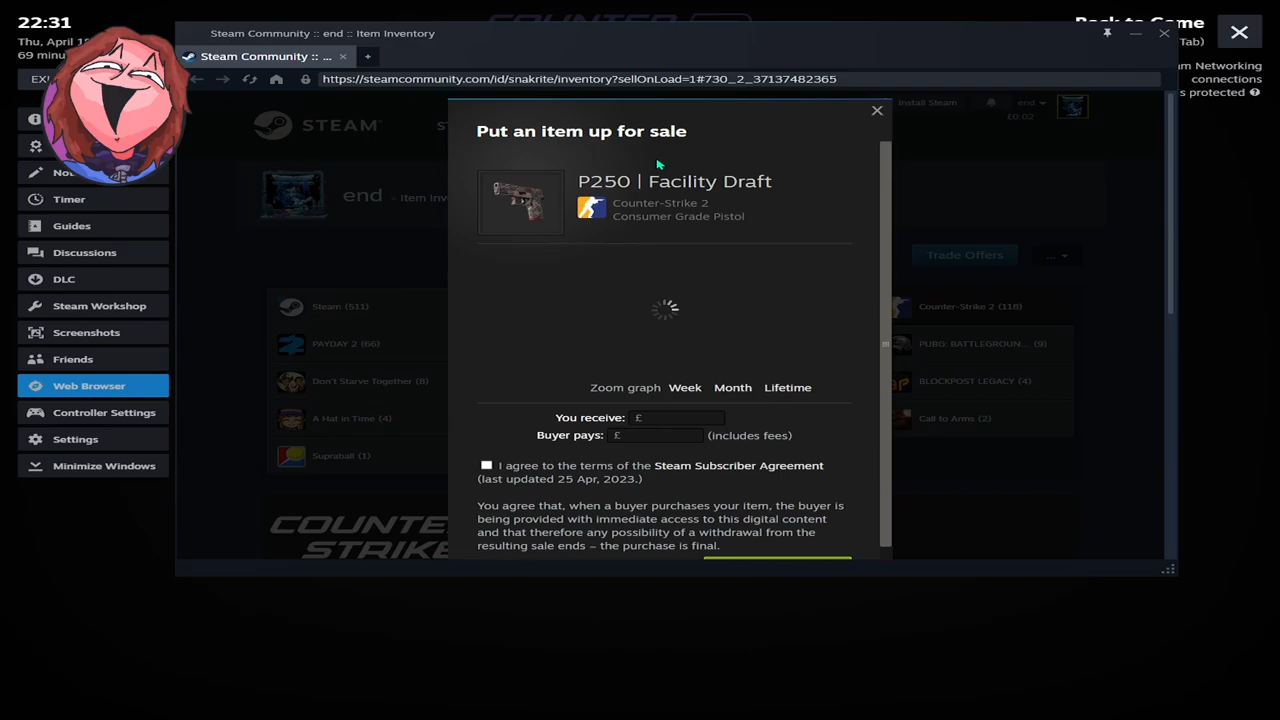 22:31
Thu, April 1
69 minu
Back to Game
Tab)
am Networking
connections
s protected
Steam Community :: end :: Item Inventory
Steam Community :: ...
https://steamcommunity.com/id/snakrite/inventory?sellOnLoad=1#730_2_37137482365
Timer
Guides
Discussions
DLC
Steam Workshop
Screenshots
Friends
Web Browser
Controller Settings
Settings
Minimize Windows
STEAM
Install Steam
end
£0.02
end
- Item Inv
Trade Offers
...
Steam (511)
PAYDAY 2 (66)
Don't Starve Together (8)
A Hat in Time (4)
Supraball (1)
Counter-Strike 2 (118)
PUBG: BATTLEGROUN... (9)
BLOCKPOST LEGACY (4)
Call to Arms (2)
COUNTER
STRIKE
Put an item up for sale
P250 | Facility Draft
Counter-Strike 2
Consumer Grade Pistol
Zoom graph Week Month Lifetime
You receive: £
Buyer pays: £ (includes fees)
I agree to the terms of the Steam Subscriber Agreement
(last updated 25 Apr, 2023.)
You agree that, when a buyer purchases your item, the buyer is
being provided with immediate access to this digital content
and that therefore any possibility of a withdrawal from the
resulting sale ends – the purchase is final.